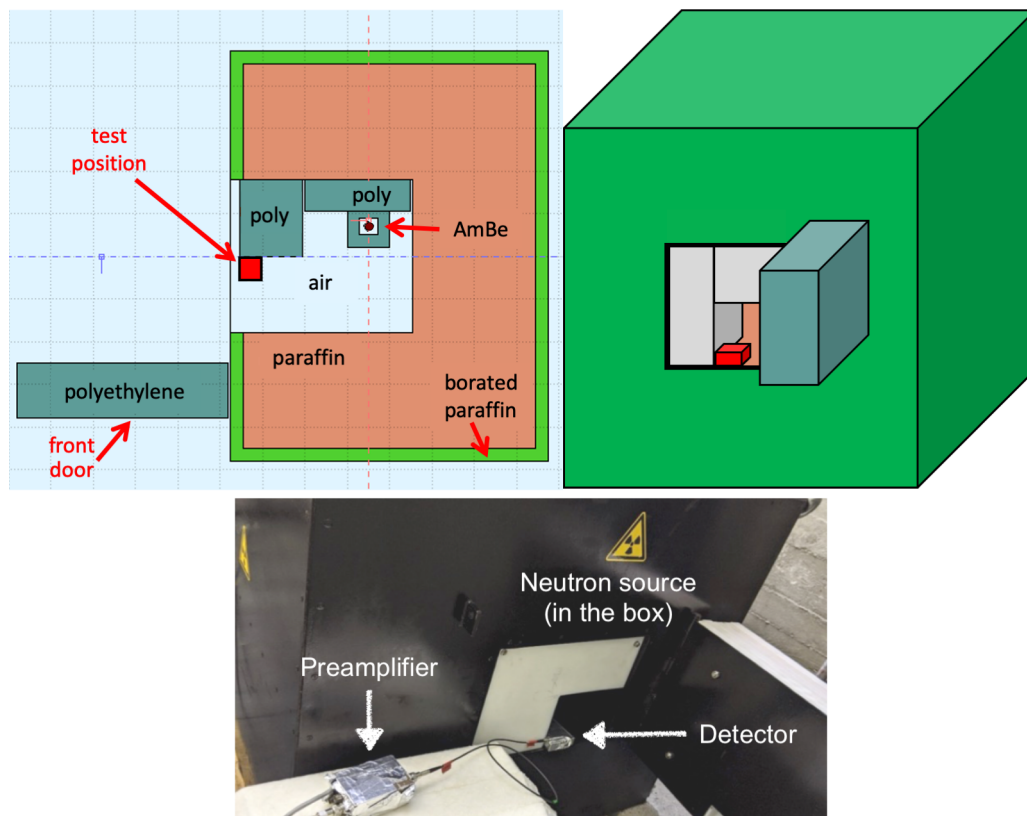 test
position
poly
poly
AmBe
air
paraffin
polyethylene
borated
paraffin
front
door
Neutron source
(in the box)
Preamplifier
Detector